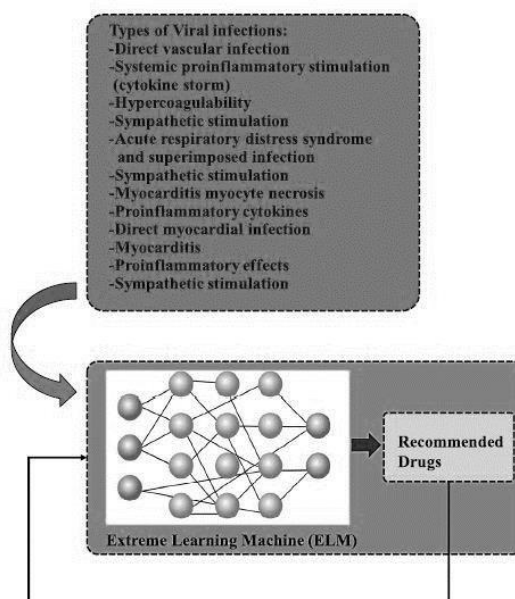 Types of Viral infections:
-Direct vascular infection
-Systemic proinflammatory stimulation
(cytokine storm)
-Hypercoagulability
-Sympathetic stimulation
-Acute respiratory distress syndrome
and superimposed infection
-Sympathetic stimulation
-Myocarditis myocyte necrosis
-Proinflammatory cytokines
-Direct myocardial infection
-Myocarditis
-Proinflammatory effects
-Sympathetic stimulation
Recommended
Drugs
Extreme Learning Machine (ELM)